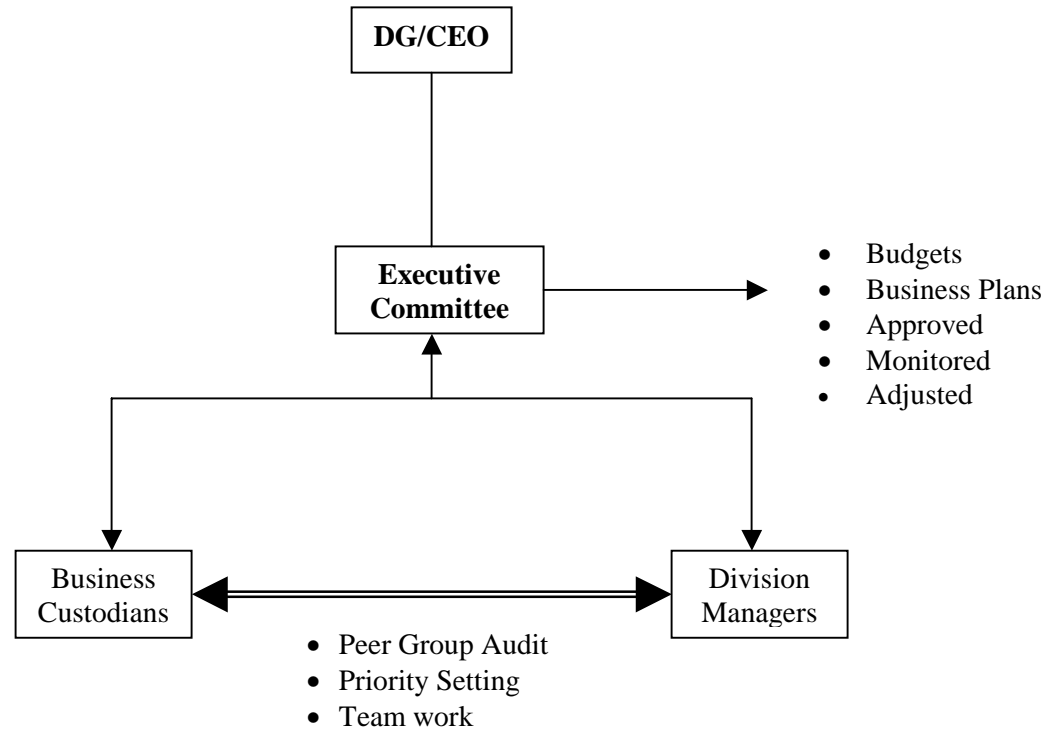 DG/CEO
Executive
Committee
• Budgets
• Business Plans
• Approved
• Monitored
• Adjusted
Business
Custodians
Division
Managers
• Peer Group Audit
• Priority Setting
• Team work